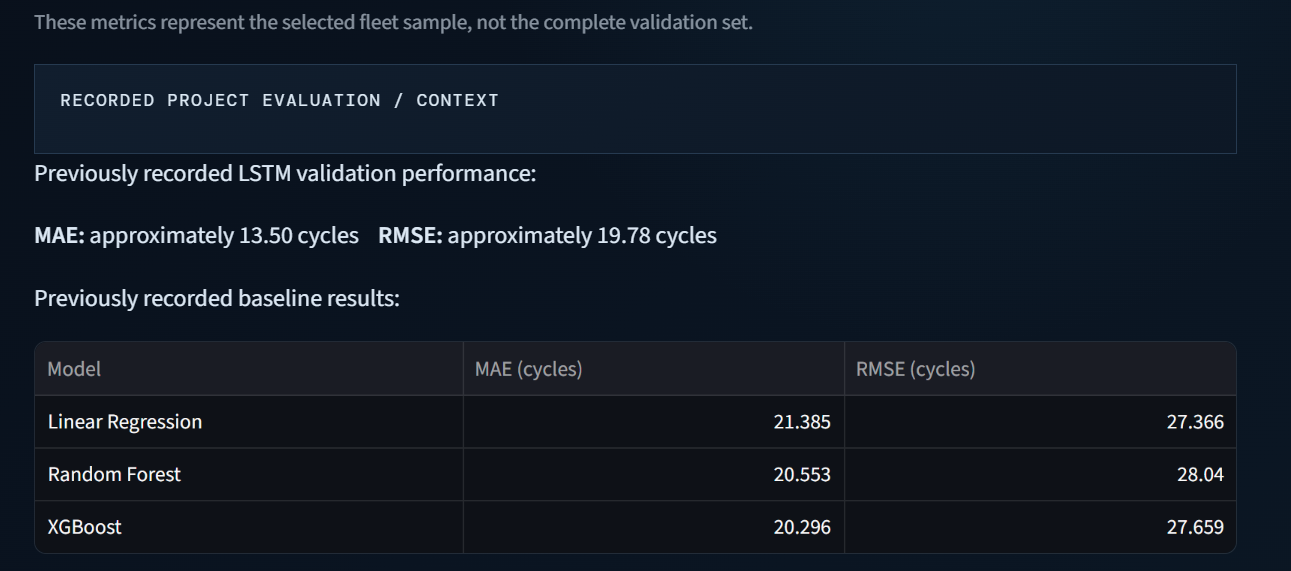 These metrics represent the selected fleet sample, not the complete validation set.
RECORDED PROJECT EVALUATION / CONTEXT
Previously recorded LSTM validation performance:
MAE: approximately 13.50 cycles RMSE: approximately 19.78 cycles
Previously recorded baseline results:
Model MAE (cycles) RMSE (cycles)
Linear Regression 21.385 27.366
Random Forest 20.553 28.04
XGBoost 20.296 27.659